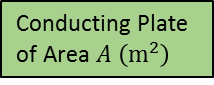 Conducting Plate
of Area A (m²)